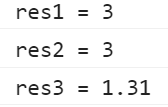 res1 = 3
res2 = 3
res3 = 1.31